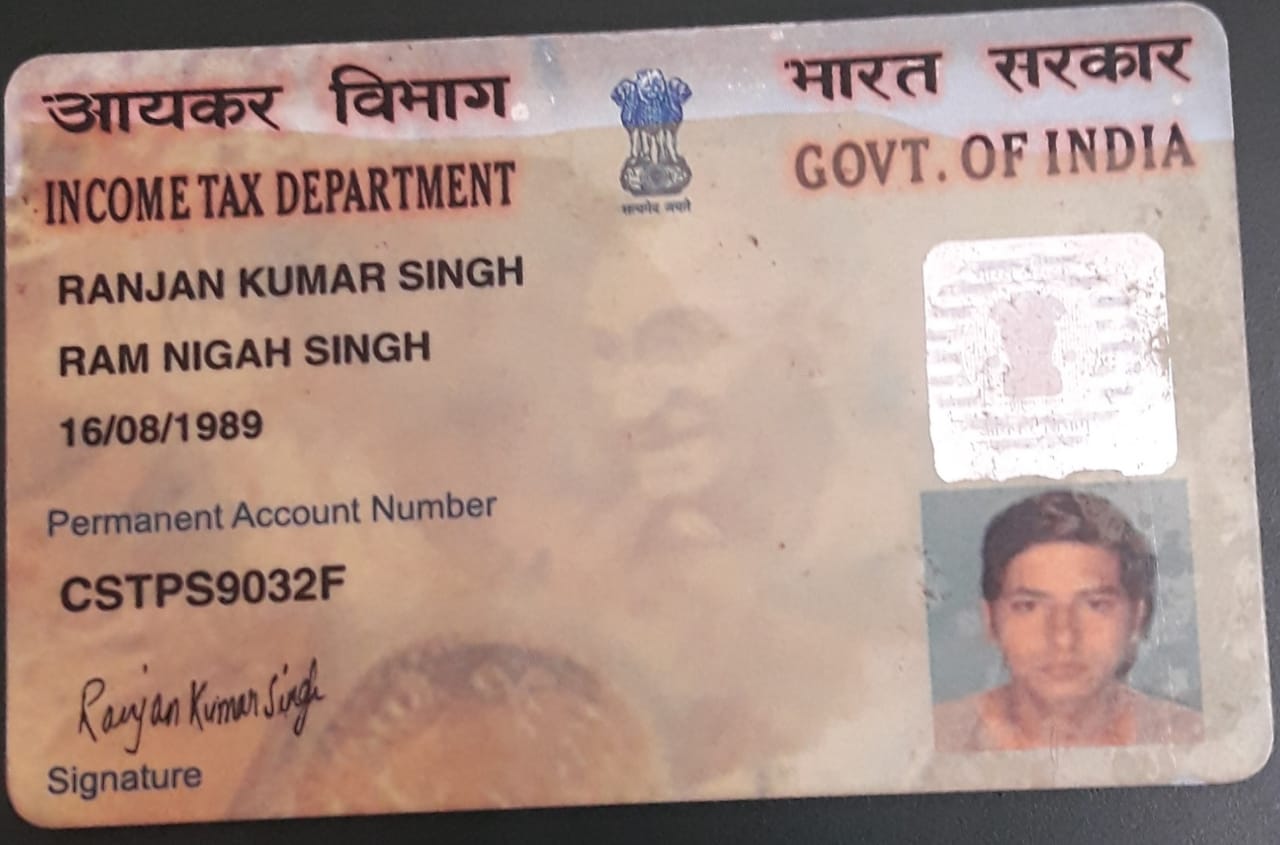 आयकर विभाग
भारत सरकार
INCOME TAX DEPARTMENT
GOVT. OF INDIA
सत्यमेव जयते
RANJAN KUMAR SINGH
RAM NIGAH SINGH
16/08/1989
Permanent Account Number
CSTPS9032F
Ranjan Kumar Singh
Signature